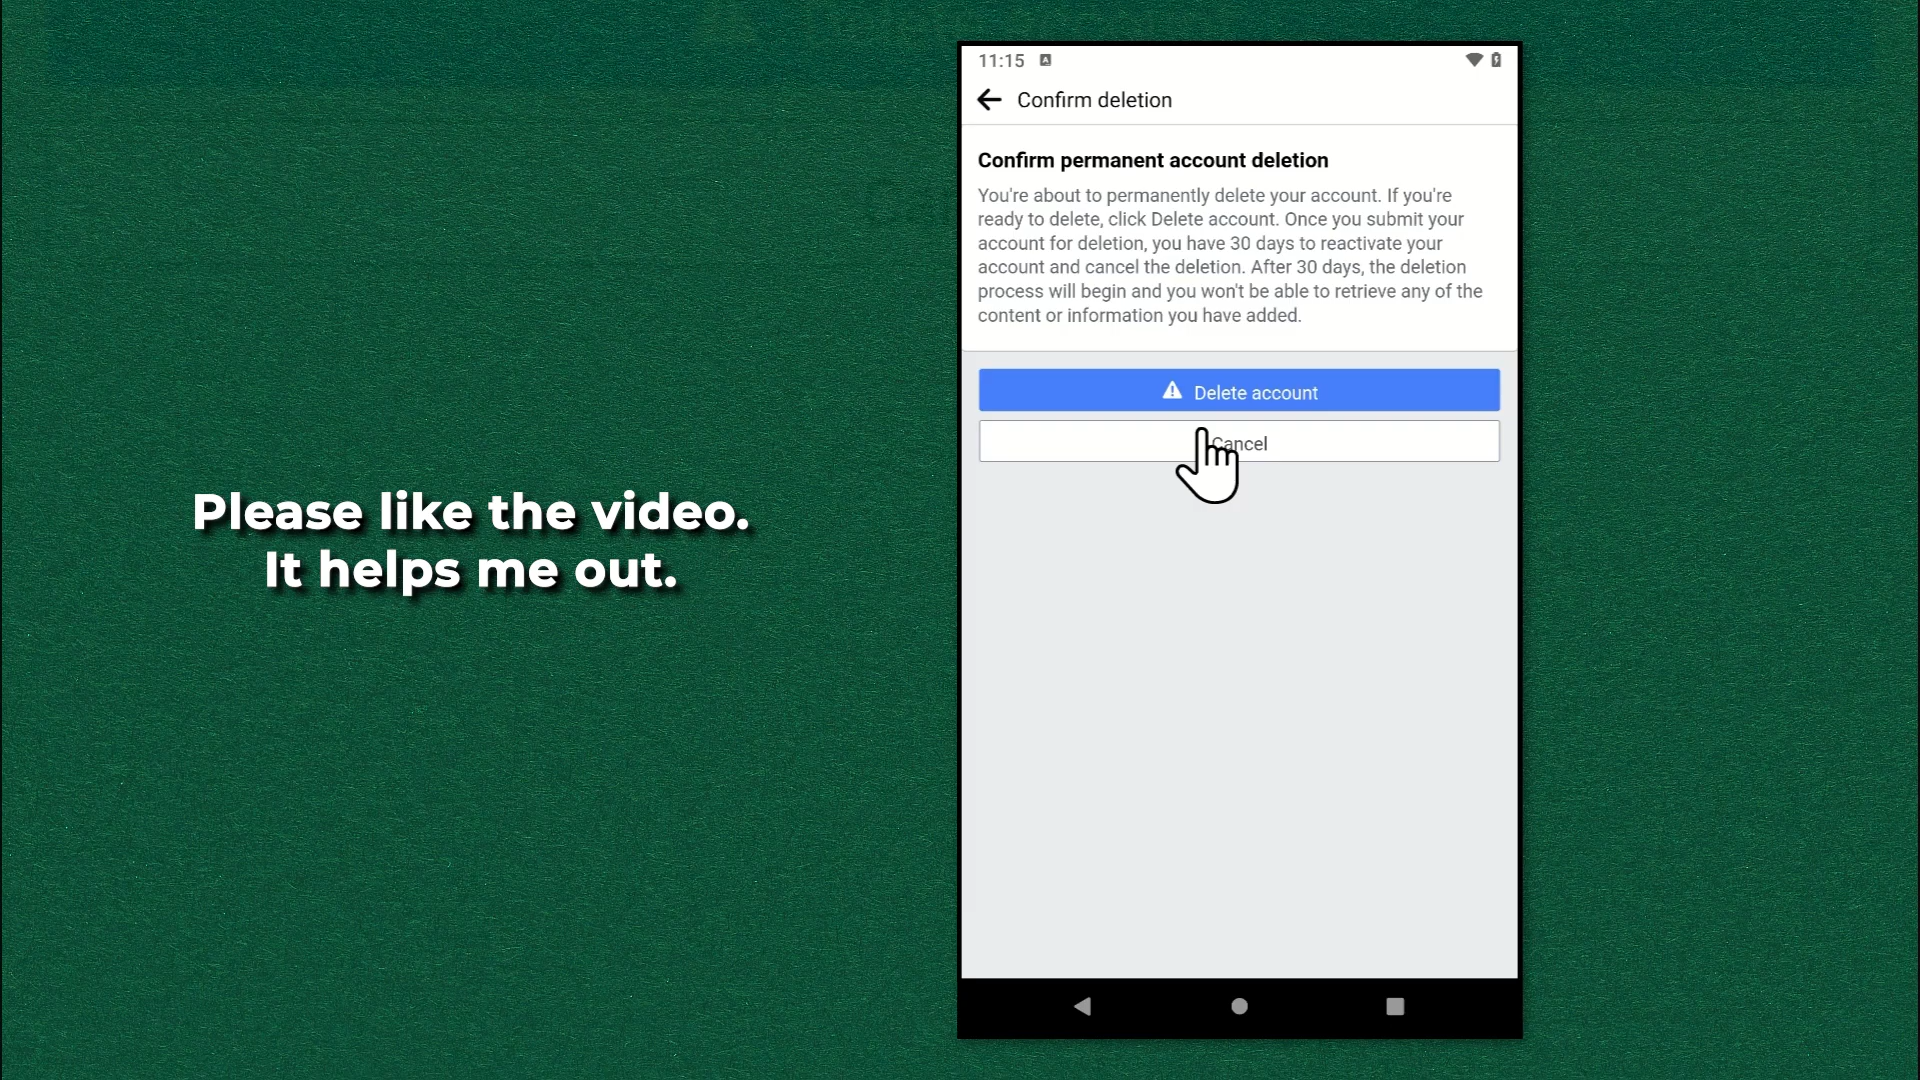 Please like the video.
It helps me out.
11:15
Confirm deletion
Confirm permanent account deletion
You're about to permanently delete your account. If you're
ready to delete, click Delete account. Once you submit your
account for deletion, you have 30 days to reactivate your
account and cancel the deletion. After 30 days, the deletion
process will begin and you won't be able to retrieve any of the
content or information you have added.
Delete account
Cancel